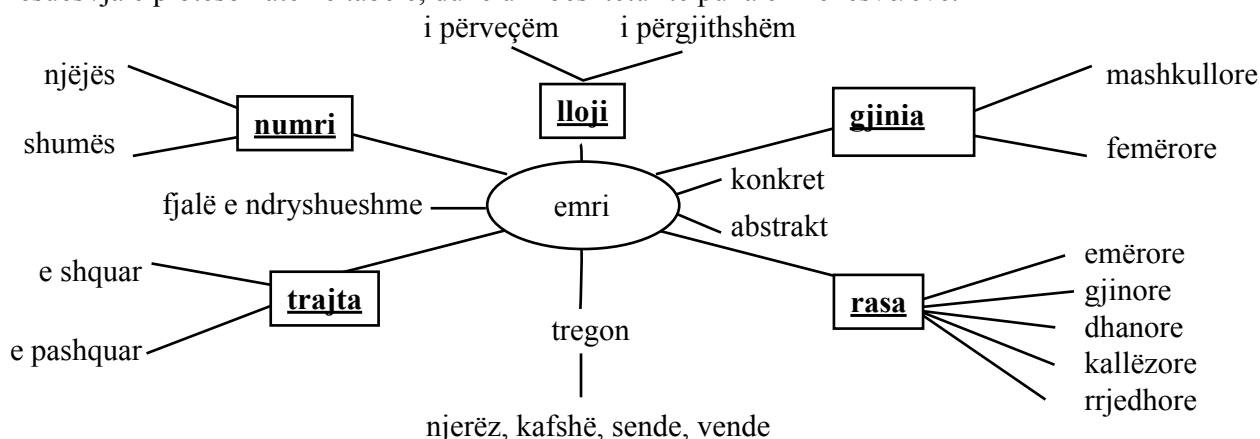 i përveçëm
i përgjithshëm
njëjës
shumës
numri
lloji
gjinia
mashkullore
femërore
fjalë e ndryshueshme
emri
konkret
abstrakt
e shquar
e pashquar
trajta
tregon
rasa
emërore
gjinore
dhanore
kallëzore
rrjedhore
njerëz, kafshë, sende, vende